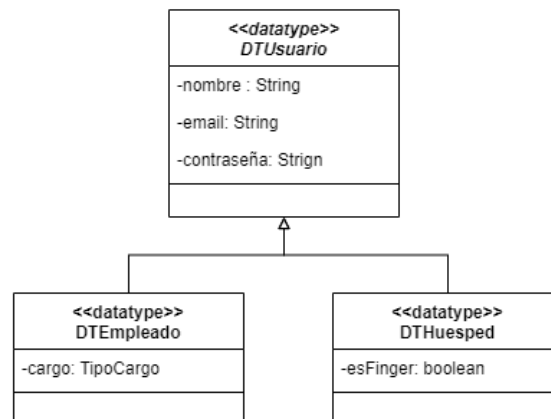 <<datatype>>
DTUsuario
-nombre : String
-email: String
-contraseña: Strign
<<datatype>>
DTEmpleado
-cargo: TipoCargo
<<datatype>>
DTHuesped
-esFinger: boolean